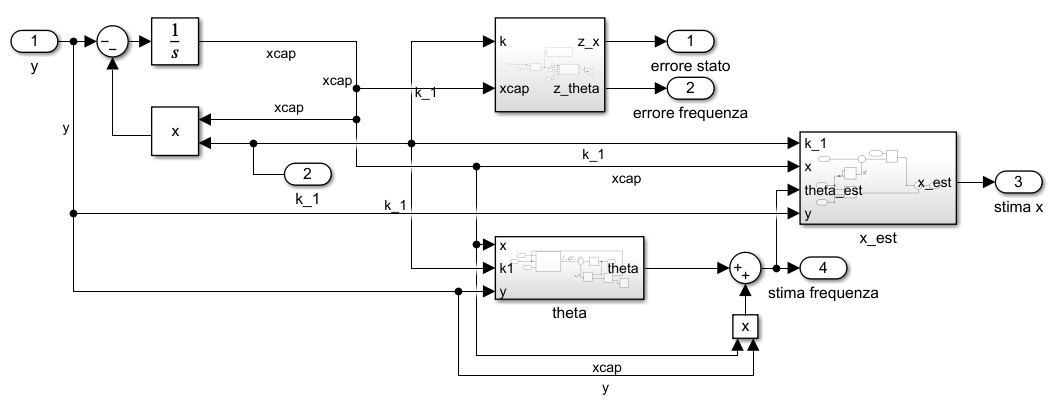 1
y
1
s
xcap
k
xcap
z_x
z_theta
1
errore stato
2
errore frequenza
xcap
k_1
xcap
x
y
2
k_1
k_1
xcap
k_1
k_1
x
theta_est
y
x_est
x_est
3
stima x
x
k1
y
theta
theta
+
+
4
stima frequenza
x
xcap
y